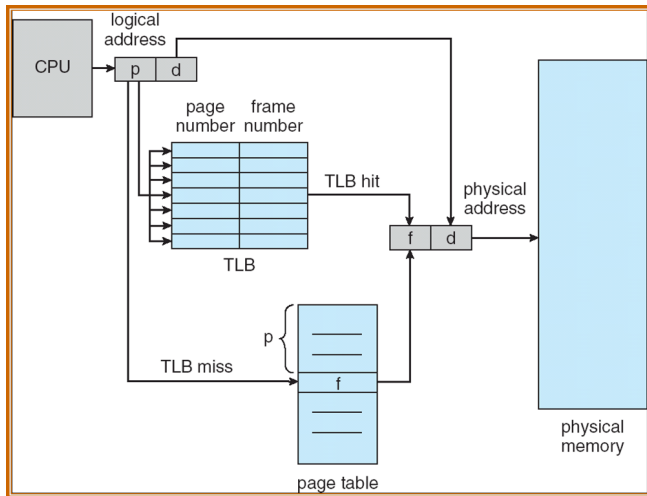 logical
address
CPU
p
d
page
number
frame
number
TLB hit
physical
address
f
d
TLB
p
TLB miss
f
page table
physical
memory